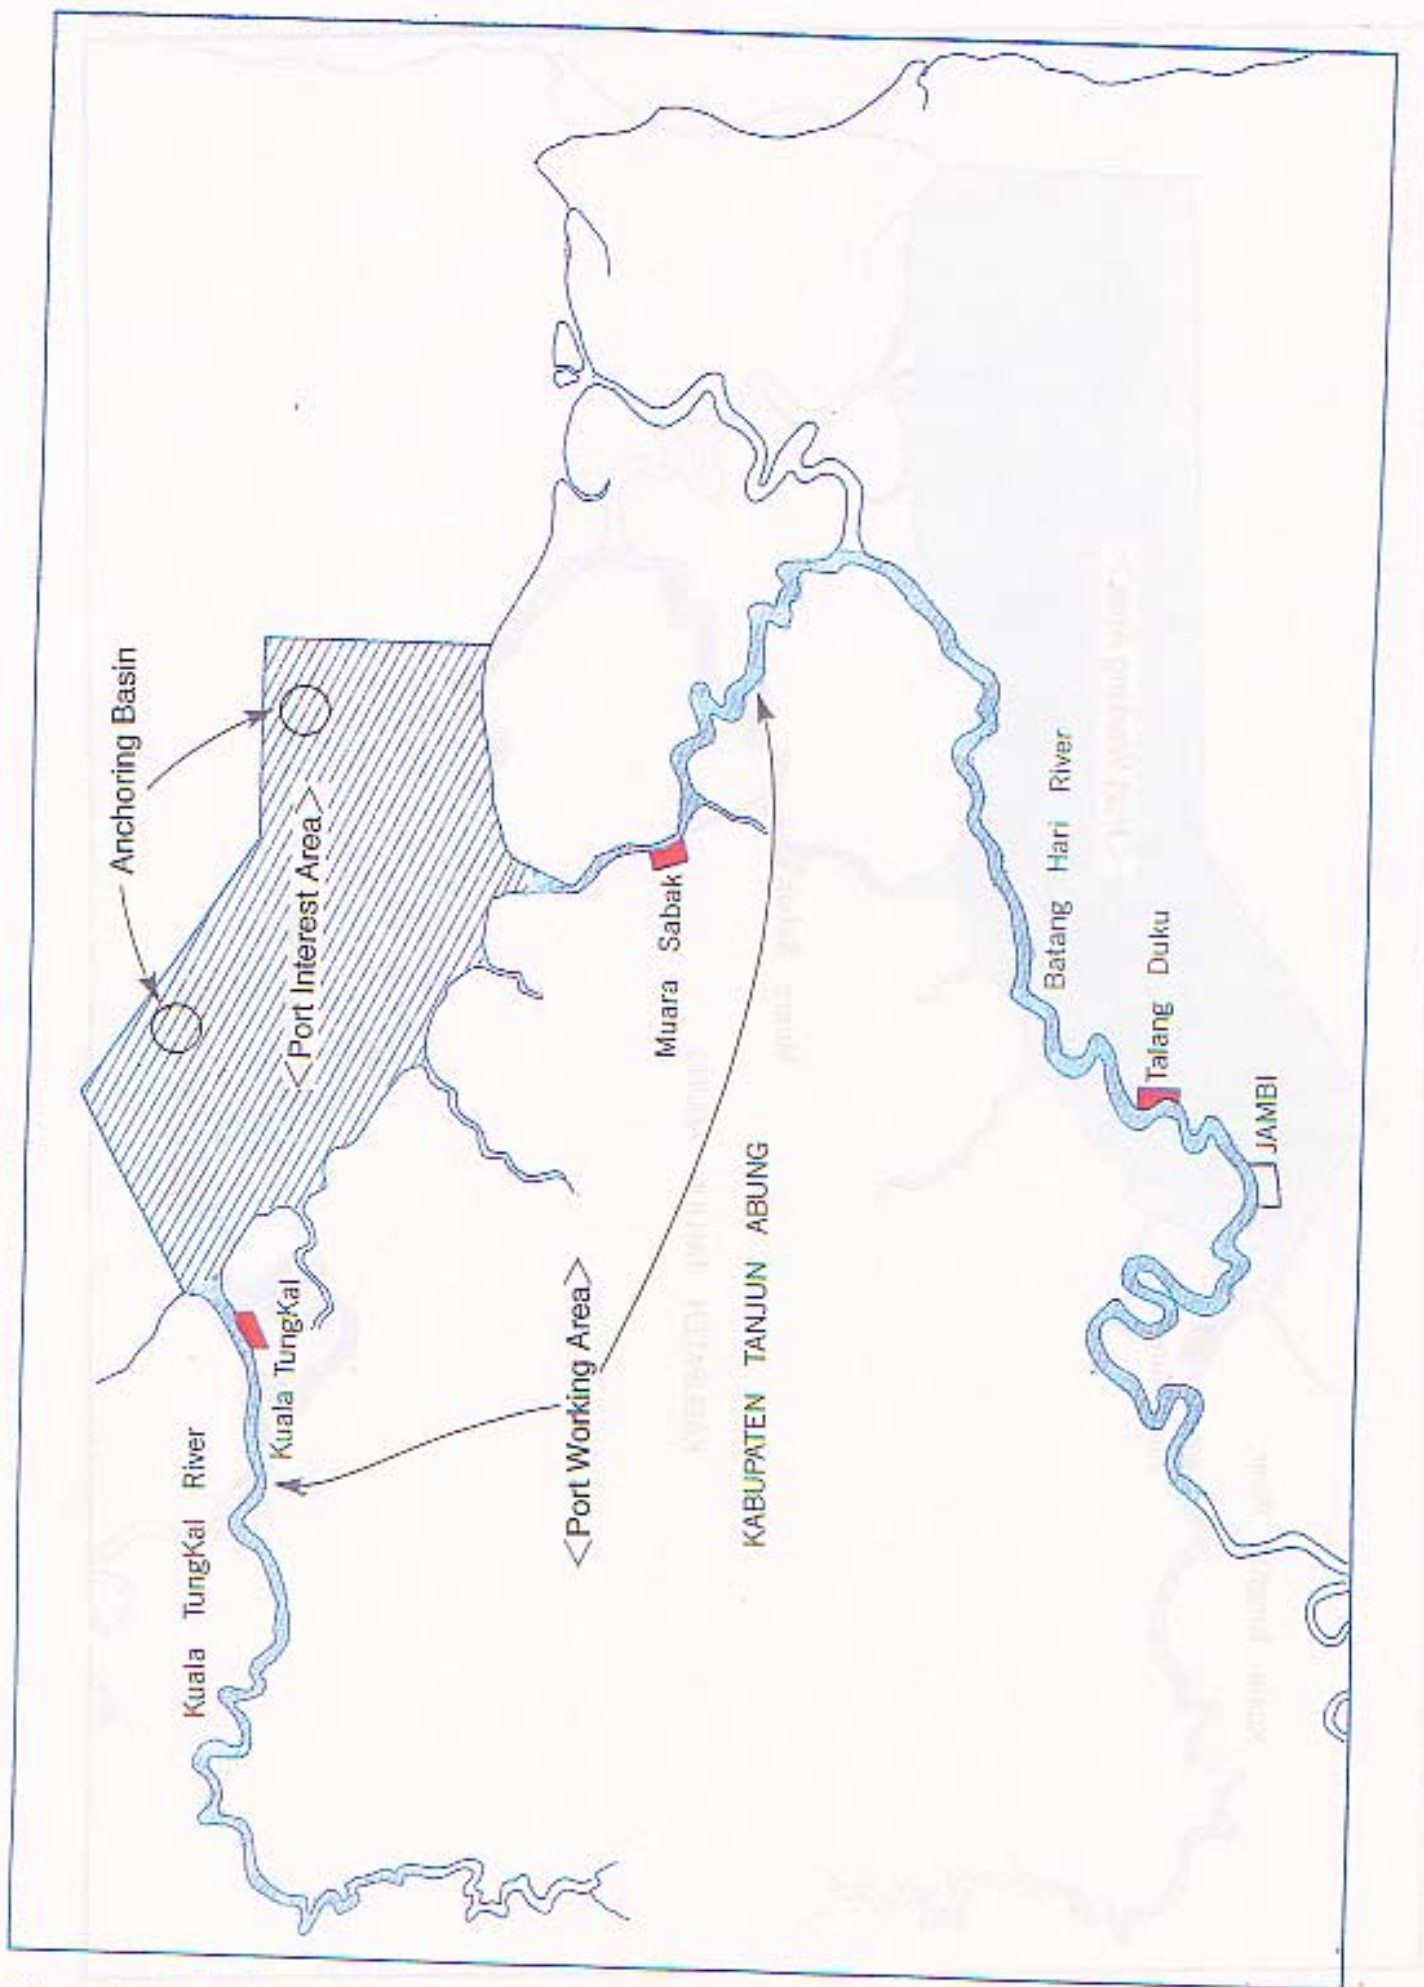 Anchoring Basin
<Port Interest Area>
Kuala TungKal River
Kuala TungKal
<Port Working Area>
Muara Sabak
KABUPATEN TANJUN ABUNG
Batang Hari River
Talang Duku
JAMBI